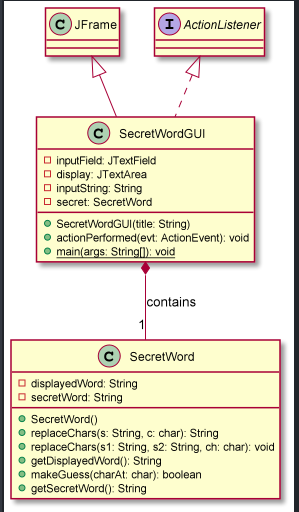 C JFrame
I ActionListener
C SecretWordGUI
inputField: JTextField
display: JTextArea
inputString: String
secret: SecretWord
SecretWordGUI(title: String)
actionPerformed(evt: ActionEvent): void
main(args: String[]): void
contains
1
C SecretWord
displayedWord: String
secretWord: String
SecretWord()
replaceChars(s: String, c: char): String
replaceChars(s1: String, s2: String, ch: char): void
getDisplayedWord(): String
makeGuess(charAt: char): boolean
getSecretWord(): String